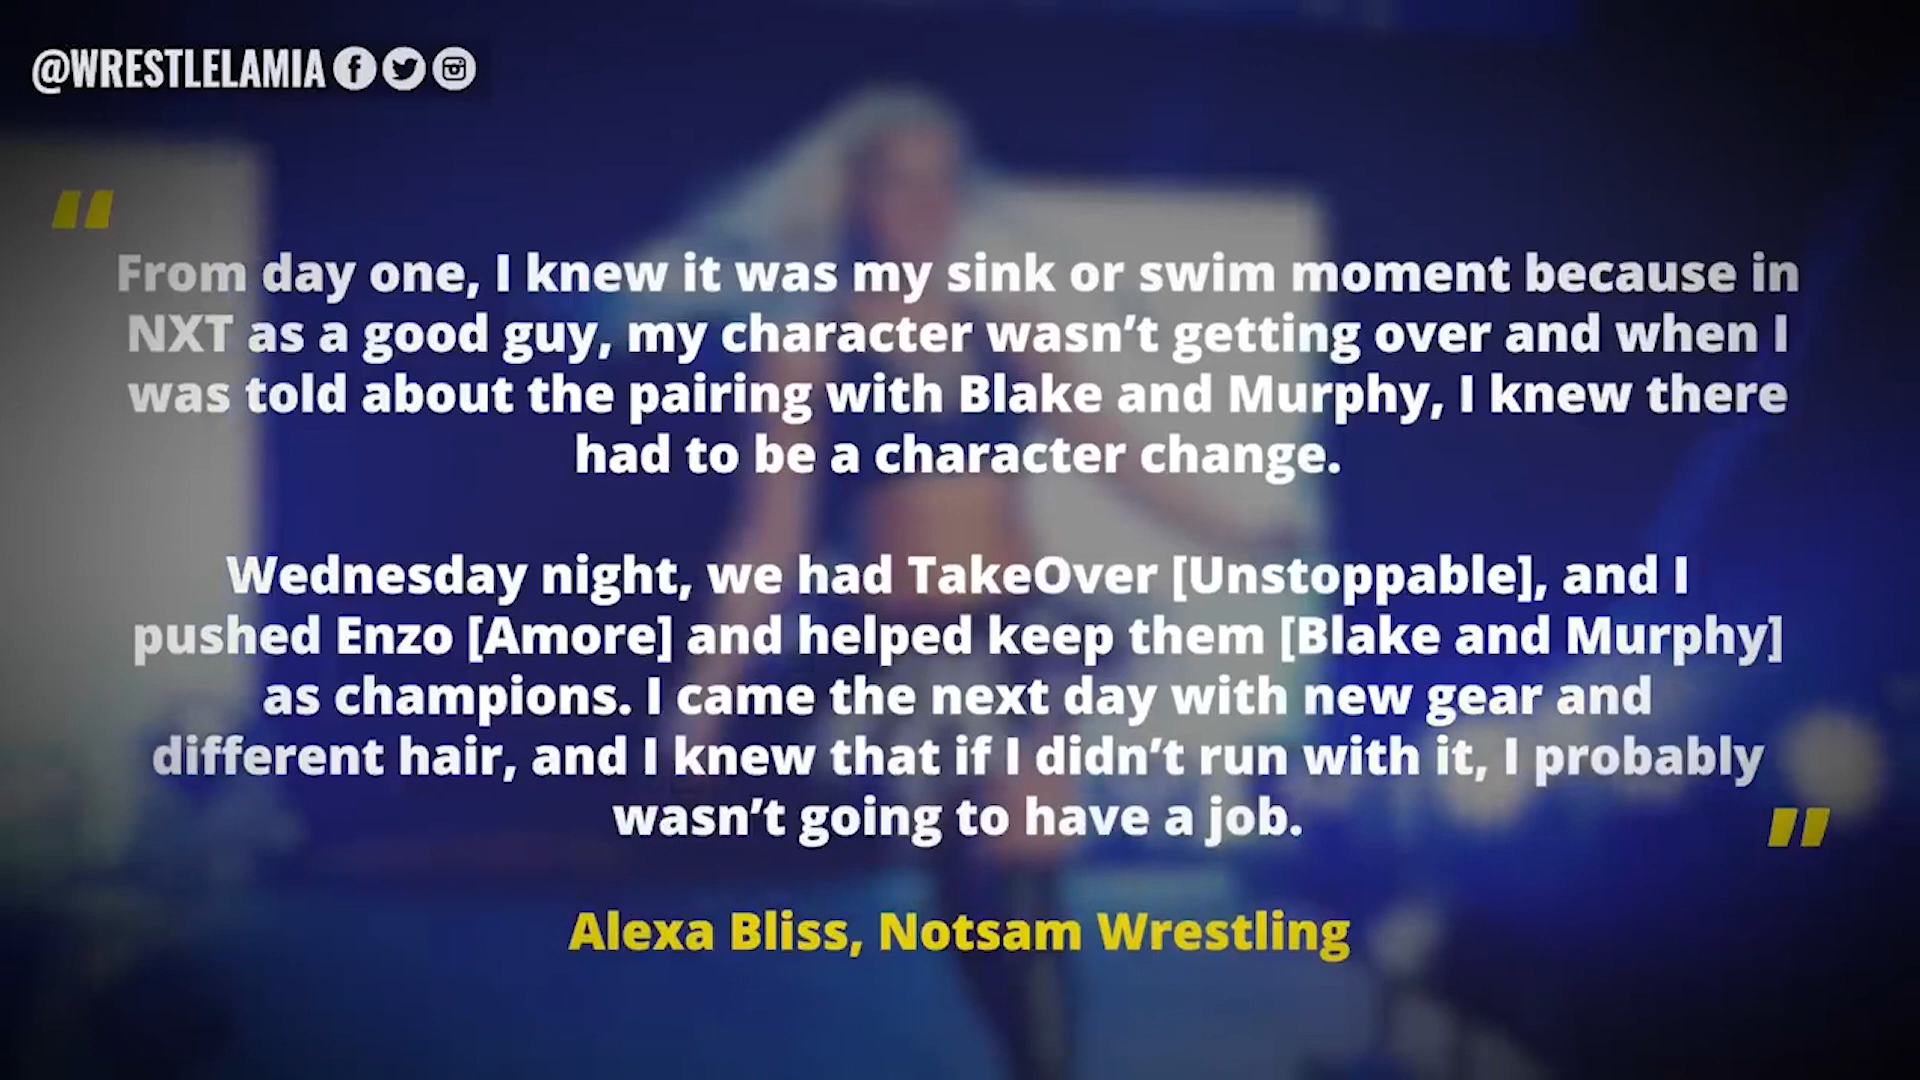 @WRESTLELAMIA
“
From day one, I knew it was my sink or swim moment because in
NXT as a good guy, my character wasn’t getting over and when I
was told about the pairing with Blake and Murphy, I knew there
had to be a character change.
Wednesday night, we had TakeOver [Unstoppable], and I
pushed Enzo [Amore] and helped keep them [Blake and Murphy]
as champions. I came the next day with new gear and
different hair, and I knew that if I didn’t run with it, I probably
wasn’t going to have a job.
”
Alexa Bliss, Notsam Wrestling